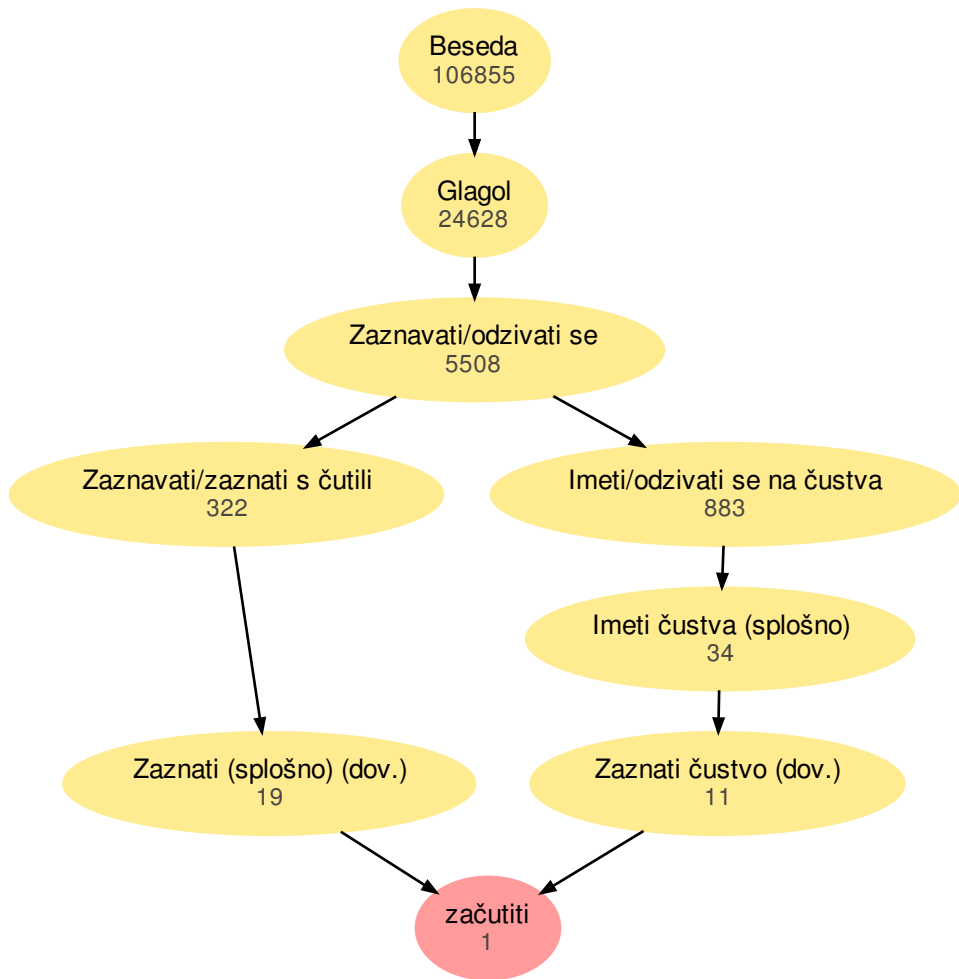 Beseda
106855
Glagol
24628
Zaznavati/odzivati se
5508
Zaznavati/zaznati s čutili
322
Imeti/odzivati se na čustva
883
Imeti čustva (splošno)
34
Zaznati (splošno) (dov.)
19
Zaznati čustvo (dov.)
11
začutiti
1